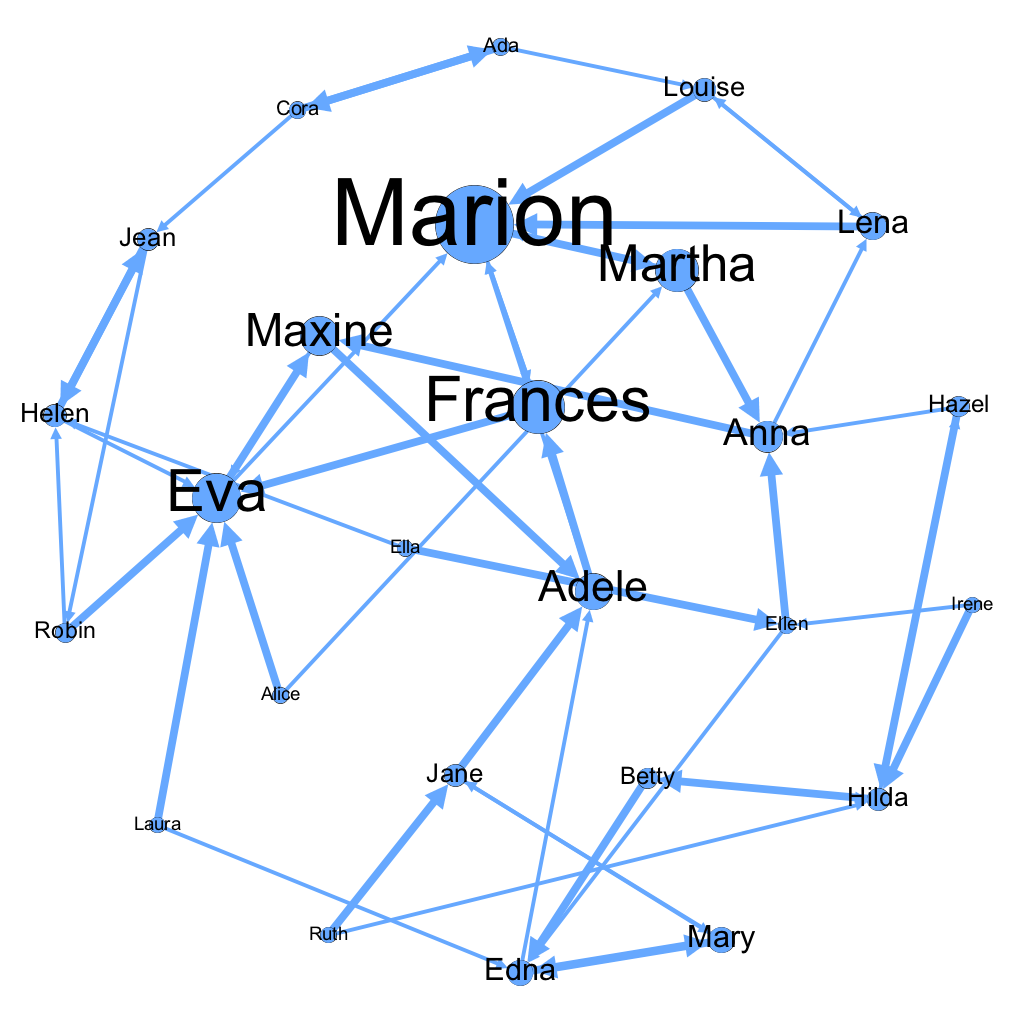 Ada
Louise
Cora
Marion
Lena
Jean
Martha
Maxine
Frances
Hazel
Helen
Anna
Eva
Ella
Adele
Irene
Ellen
Robin
Alice
Jane
Betty
Hilda
Laura
Ruth
Mary
Edna